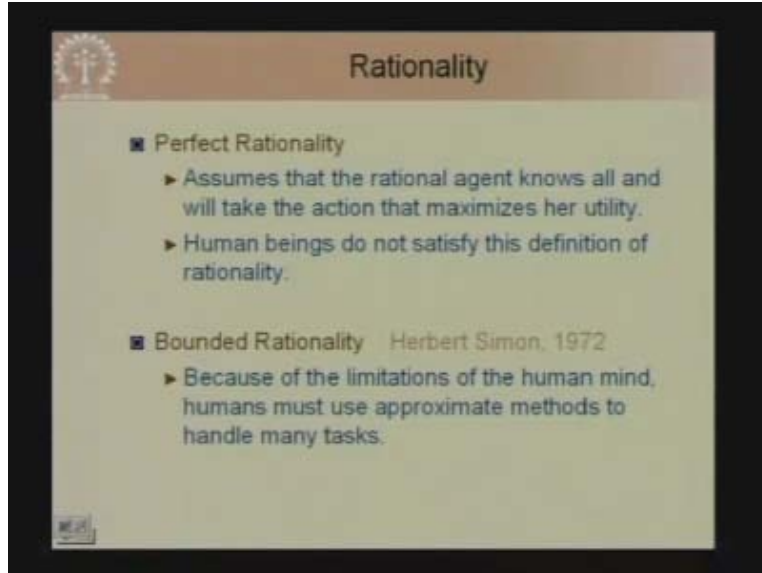 Rationality
Perfect Rationality
Assumes that the rational agent knows all and
will take the action that maximizes her utility.
Human beings do not satisfy this definition of
rationality.
Bounded Rationality Herbert Simon, 1972
Because of the limitations of the human mind,
humans must use approximate methods to
handle many tasks.